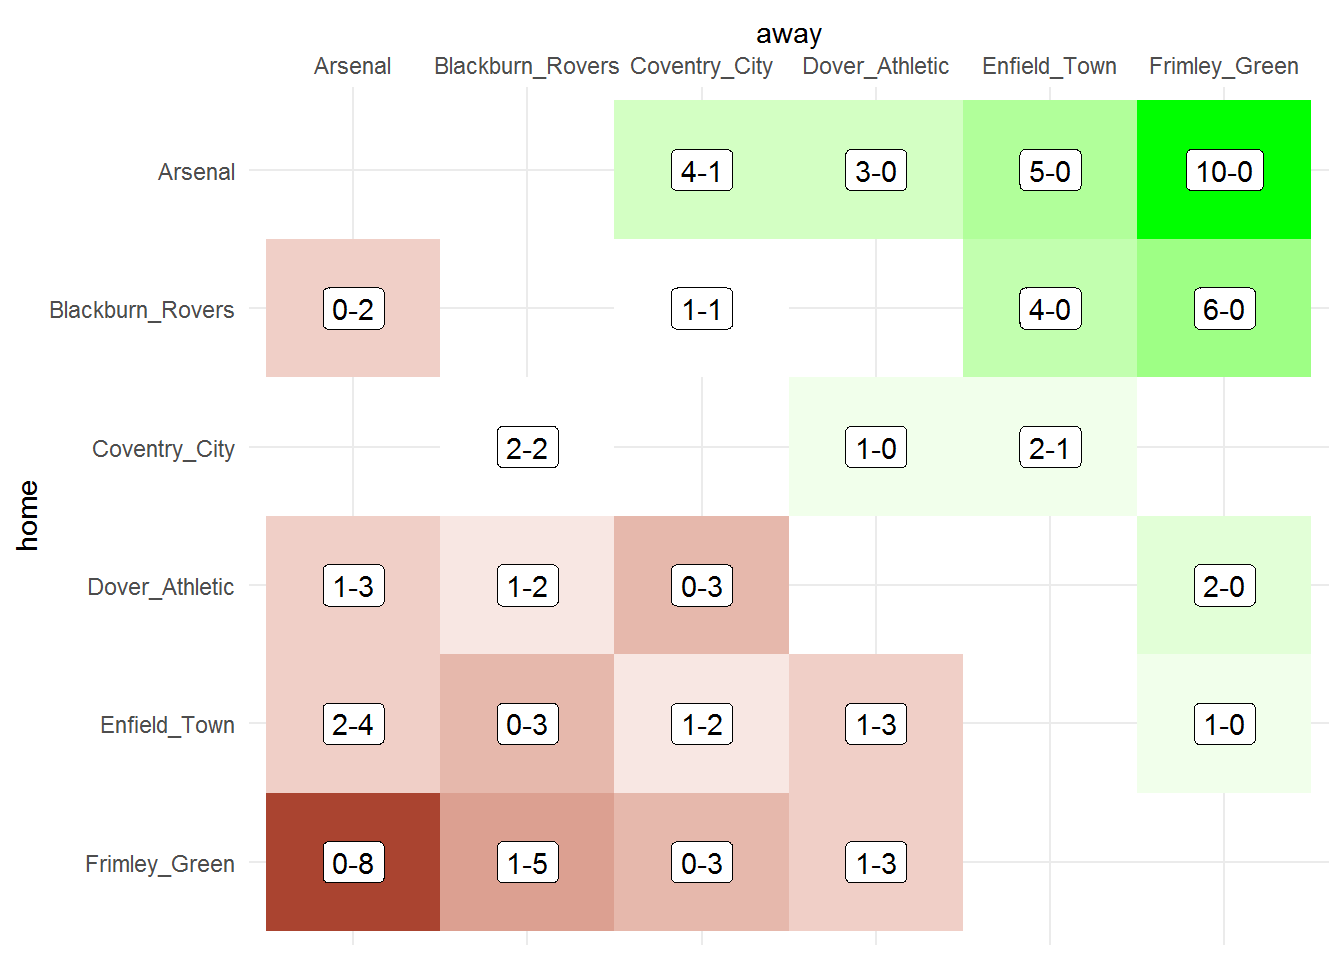 away
Arsenal Blackburn_Rovers Coventry_City Dover_Athletic Enfield_Town Frimley_Green
Arsenal 4-1 3-0 5-0 10-0
Blackburn_Rovers 0-2 1-1 4-0 6-0
Coventry_City 2-2 1-0 2-1
home
Dover_Athletic 1-3 1-2 0-3 2-0
Enfield_Town 2-4 0-3 1-2 1-3 1-0
Frimley_Green 0-8 1-5 0-3 1-3